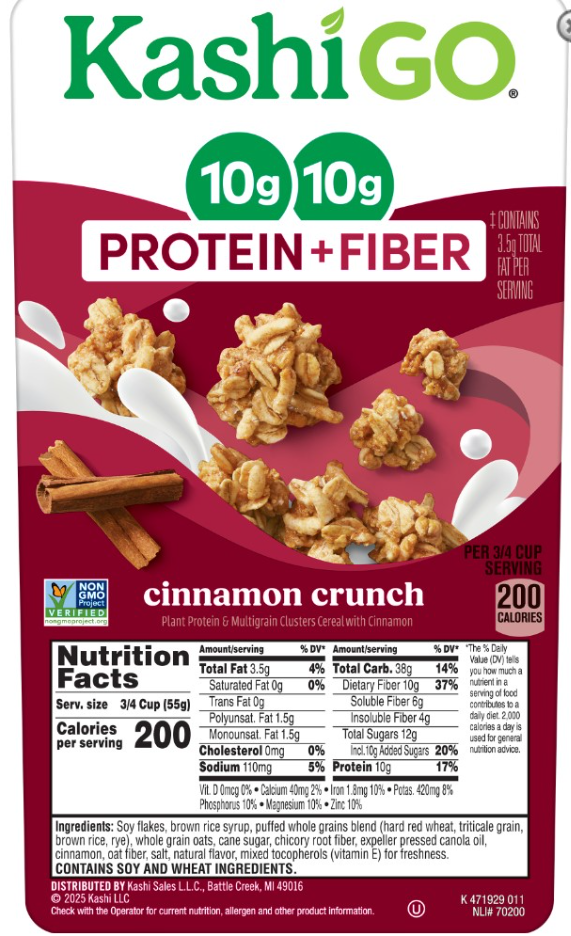 Kashi GO®
10g 10g
PROTEIN + FIBER
‡ CONTAINS
3.5g TOTAL
FAT PER
SERVING
PER 3/4 CUP
SERVING
200
CALORIES
NON
GMO
Project
VERIFIED
nongmoproject.org
cinnamon crunch
Plant Protein & Multigrain Clusters Cereal with Cinnamon
Nutrition
Facts
Serv. size 3/4 Cup (55g)
Calories
per serving 200
Amount/serving % DV*
Total Fat 3.5g 4%
Saturated Fat 0g 0%
Trans Fat 0g
Polyunsat. Fat 1.5g
Monounsat. Fat 1.5g
Cholesterol 0mg 0%
Sodium 110mg 5%
Amount/serving % DV*
Total Carb. 38g 14%
Dietary Fiber 10g 37%
Soluble Fiber 6g
Insoluble Fiber 4g
Total Sugars 12g
Incl. 10g Added Sugars 20%
Protein 10g 17%
*The % Daily
Value (DV) tells
you how much a
nutrient in a
serving of food
contributes to a
daily diet. 2,000
calories a day is
used for general
nutrition advice.
Vit. D 0mcg 0% • Calcium 40mg 2% • Iron 1.8mg 10% • Potas. 420mg 8%
Phosphorus 10% • Magnesium 10% • Zinc 10%
Ingredients: Soy flakes, brown rice syrup, puffed whole grains blend (hard red wheat, triticale grain,
brown rice, rye), whole grain oats, cane sugar, chicory root fiber, expeller pressed canola oil,
cinnamon, oat fiber, salt, natural flavor, mixed tocopherols (vitamin E) for freshness.
CONTAINS SOY AND WHEAT INGREDIENTS.
DISTRIBUTED BY Kashi Sales L.L.C., Battle Creek, MI 49016
© 2025 Kashi LLC
Check with the Operator for current nutrition, allergen and other product information.
U
K 471929 011
NLI# 70200